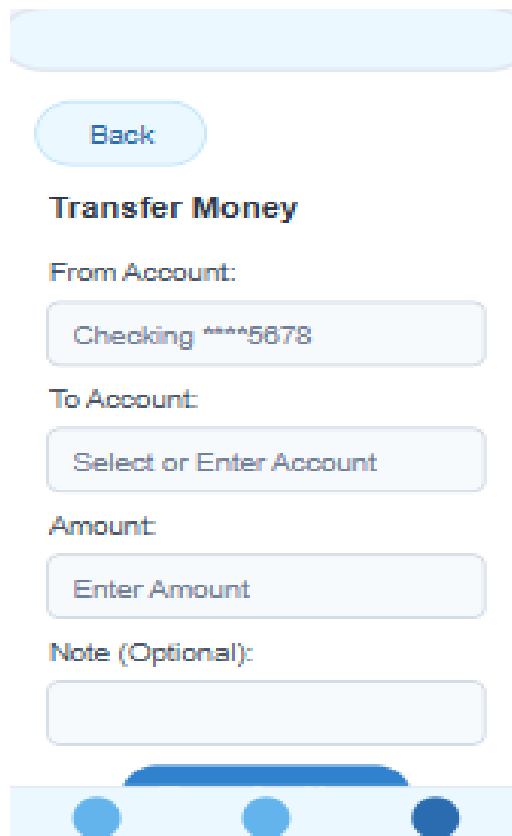 Back
Transfer Money
From Account:
Checking ****5678
To Account:
Select or Enter Account
Amount:
Enter Amount
Note (Optional):